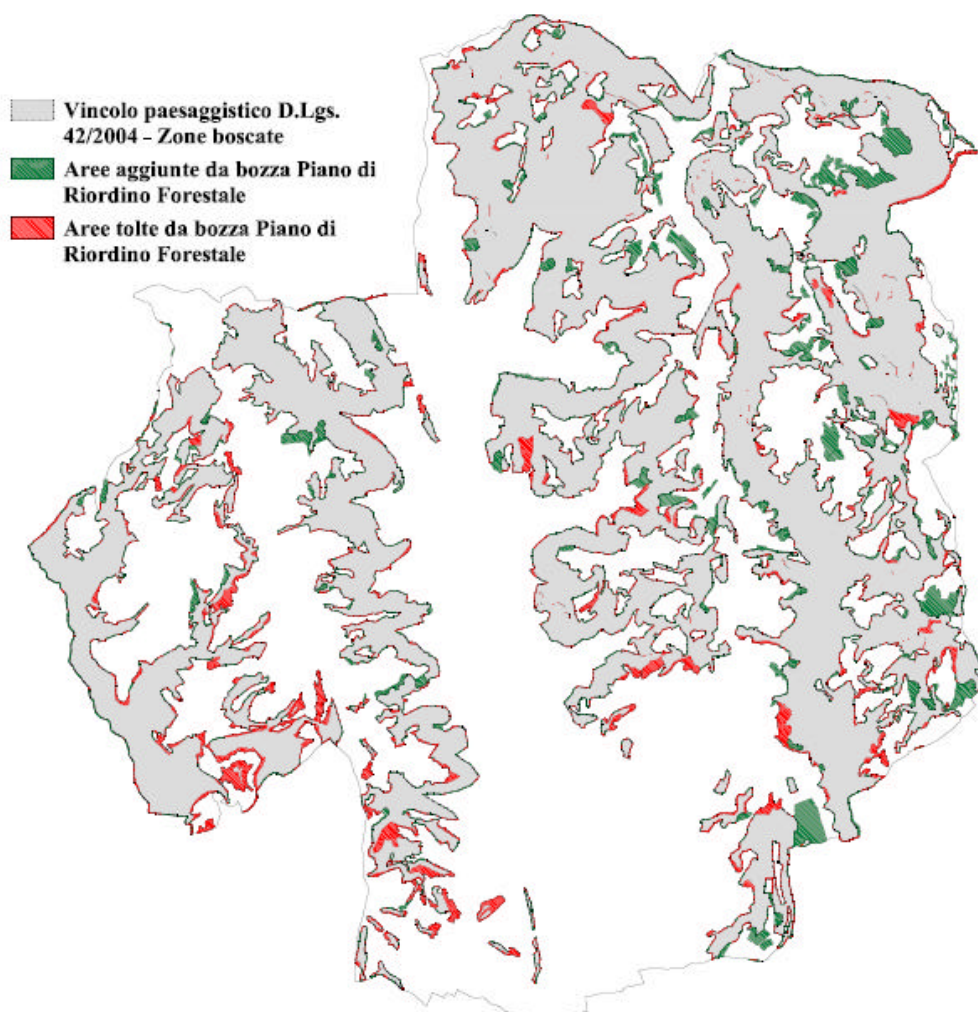 Vincolo paesaggistico D.Lgs.
42/2004 - Zone boscate
Aree aggiunte da bozza Piano di
Riordino Forestale
Aree tolte da bozza Piano di
Riordino Forestale